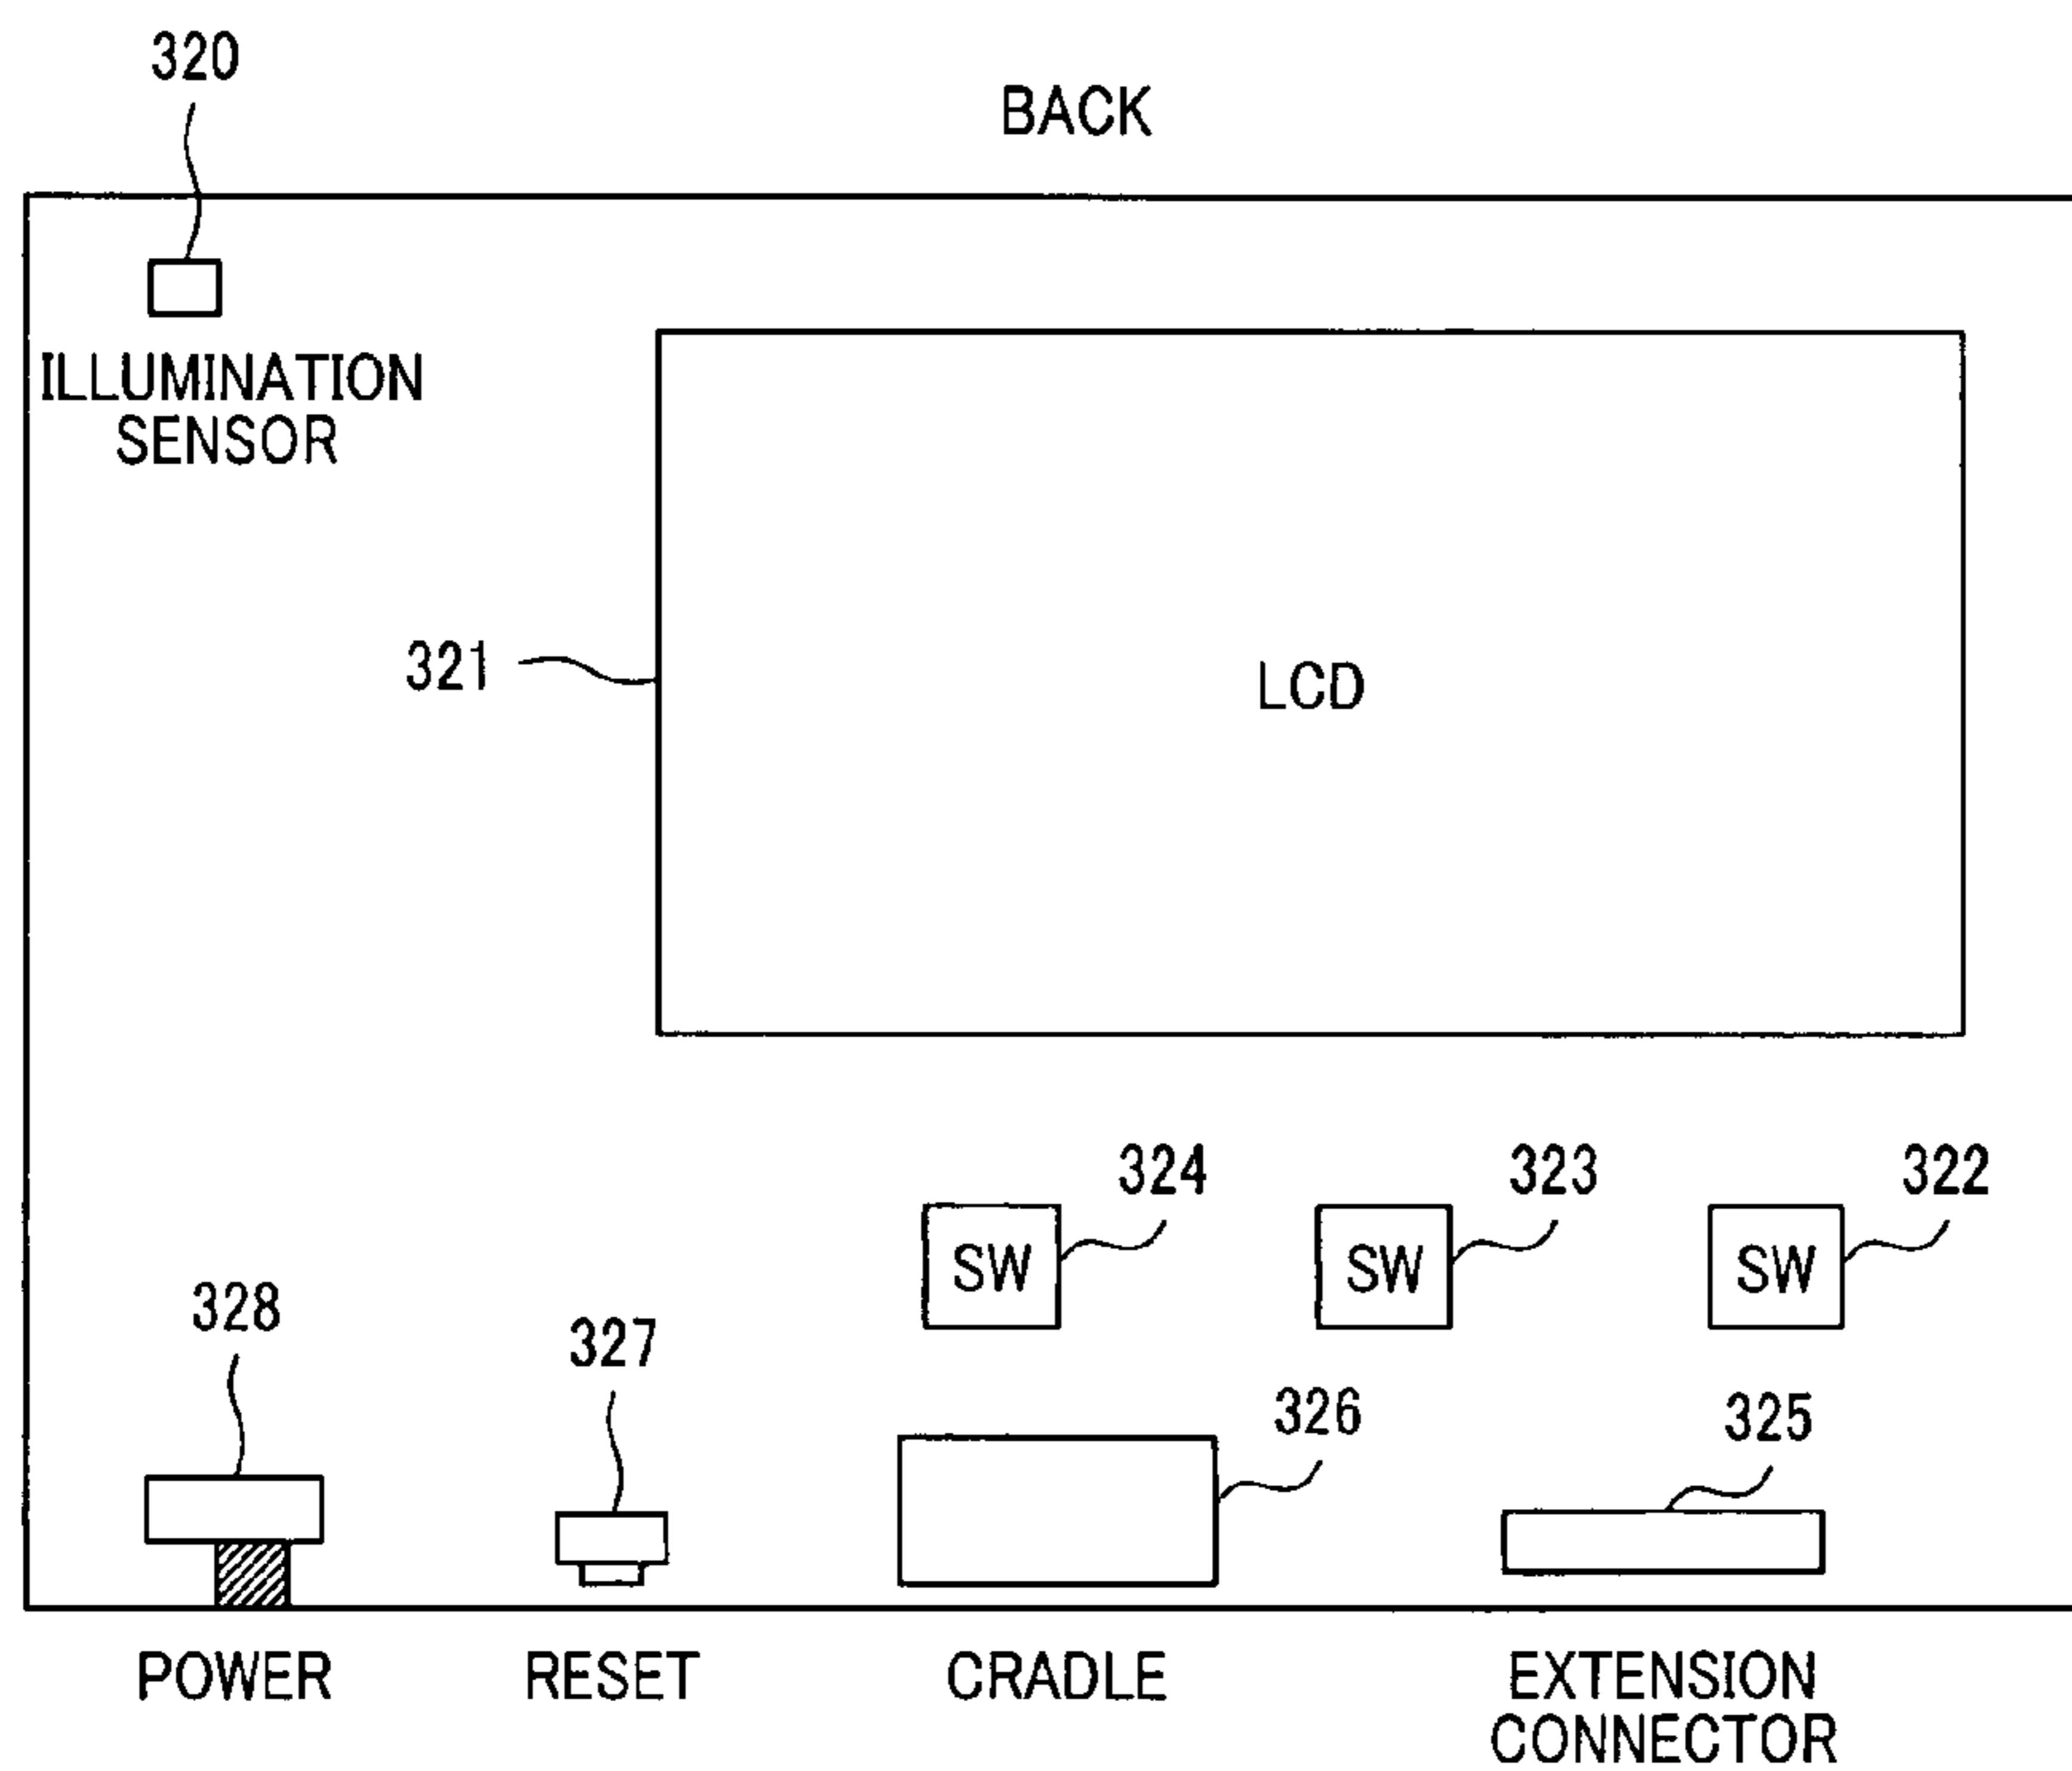 320
BACK
ILLUMINATION
SENSOR
321
LCD
324
323
322
SW
SW
SW
328
327
326
325
POWER
RESET
CRADLE
EXTENSION
CONNECTOR